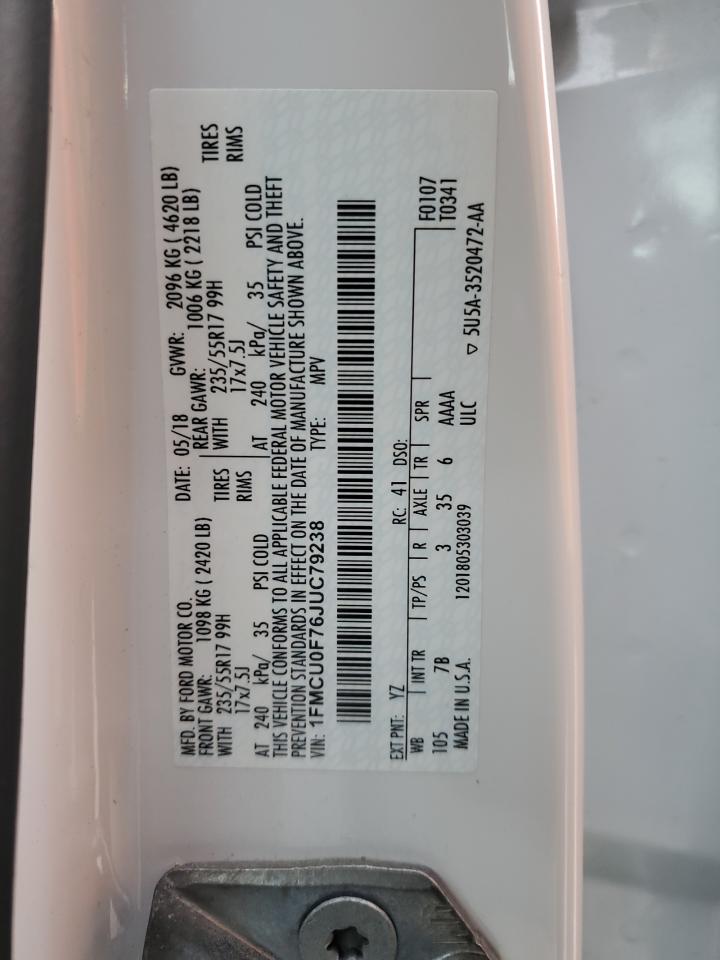 MFD. BY FORD MOTOR CO. DATE: 05/18 GVWR: 2096 KG ( 4620 LB)
FRONT GAWR: 1098 KG ( 2420 LB) REAR GAWR: 1006 KG ( 2218 LB)
WITH 235/55R17 99H TIRES WITH 235/55R17 99H TIRES
17x7.5J RIMS 17x7.5J RIMS
AT 240 kPa/ 35 PSI COLD AT 240 kPa/ 35 PSI COLD
THIS VEHICLE CONFORMS TO ALL APPLICABLE FEDERAL MOTOR VEHICLE SAFETY AND THEFT
PREVENTION STANDARDS IN EFFECT ON THE DATE OF MANUFACTURE SHOWN ABOVE.
VIN: 1FMCU0F76JUC79238 TYPE: MPV
EXT PNT: YZ RC: 41 DSO: F0107
WB INT TR TP/PS R AXLE TR SPR T0341
105 7B 3 35 6 AAAA
MADE IN U.S.A. 1201805303039 ULC ▽ 5U5A-3520472-AA